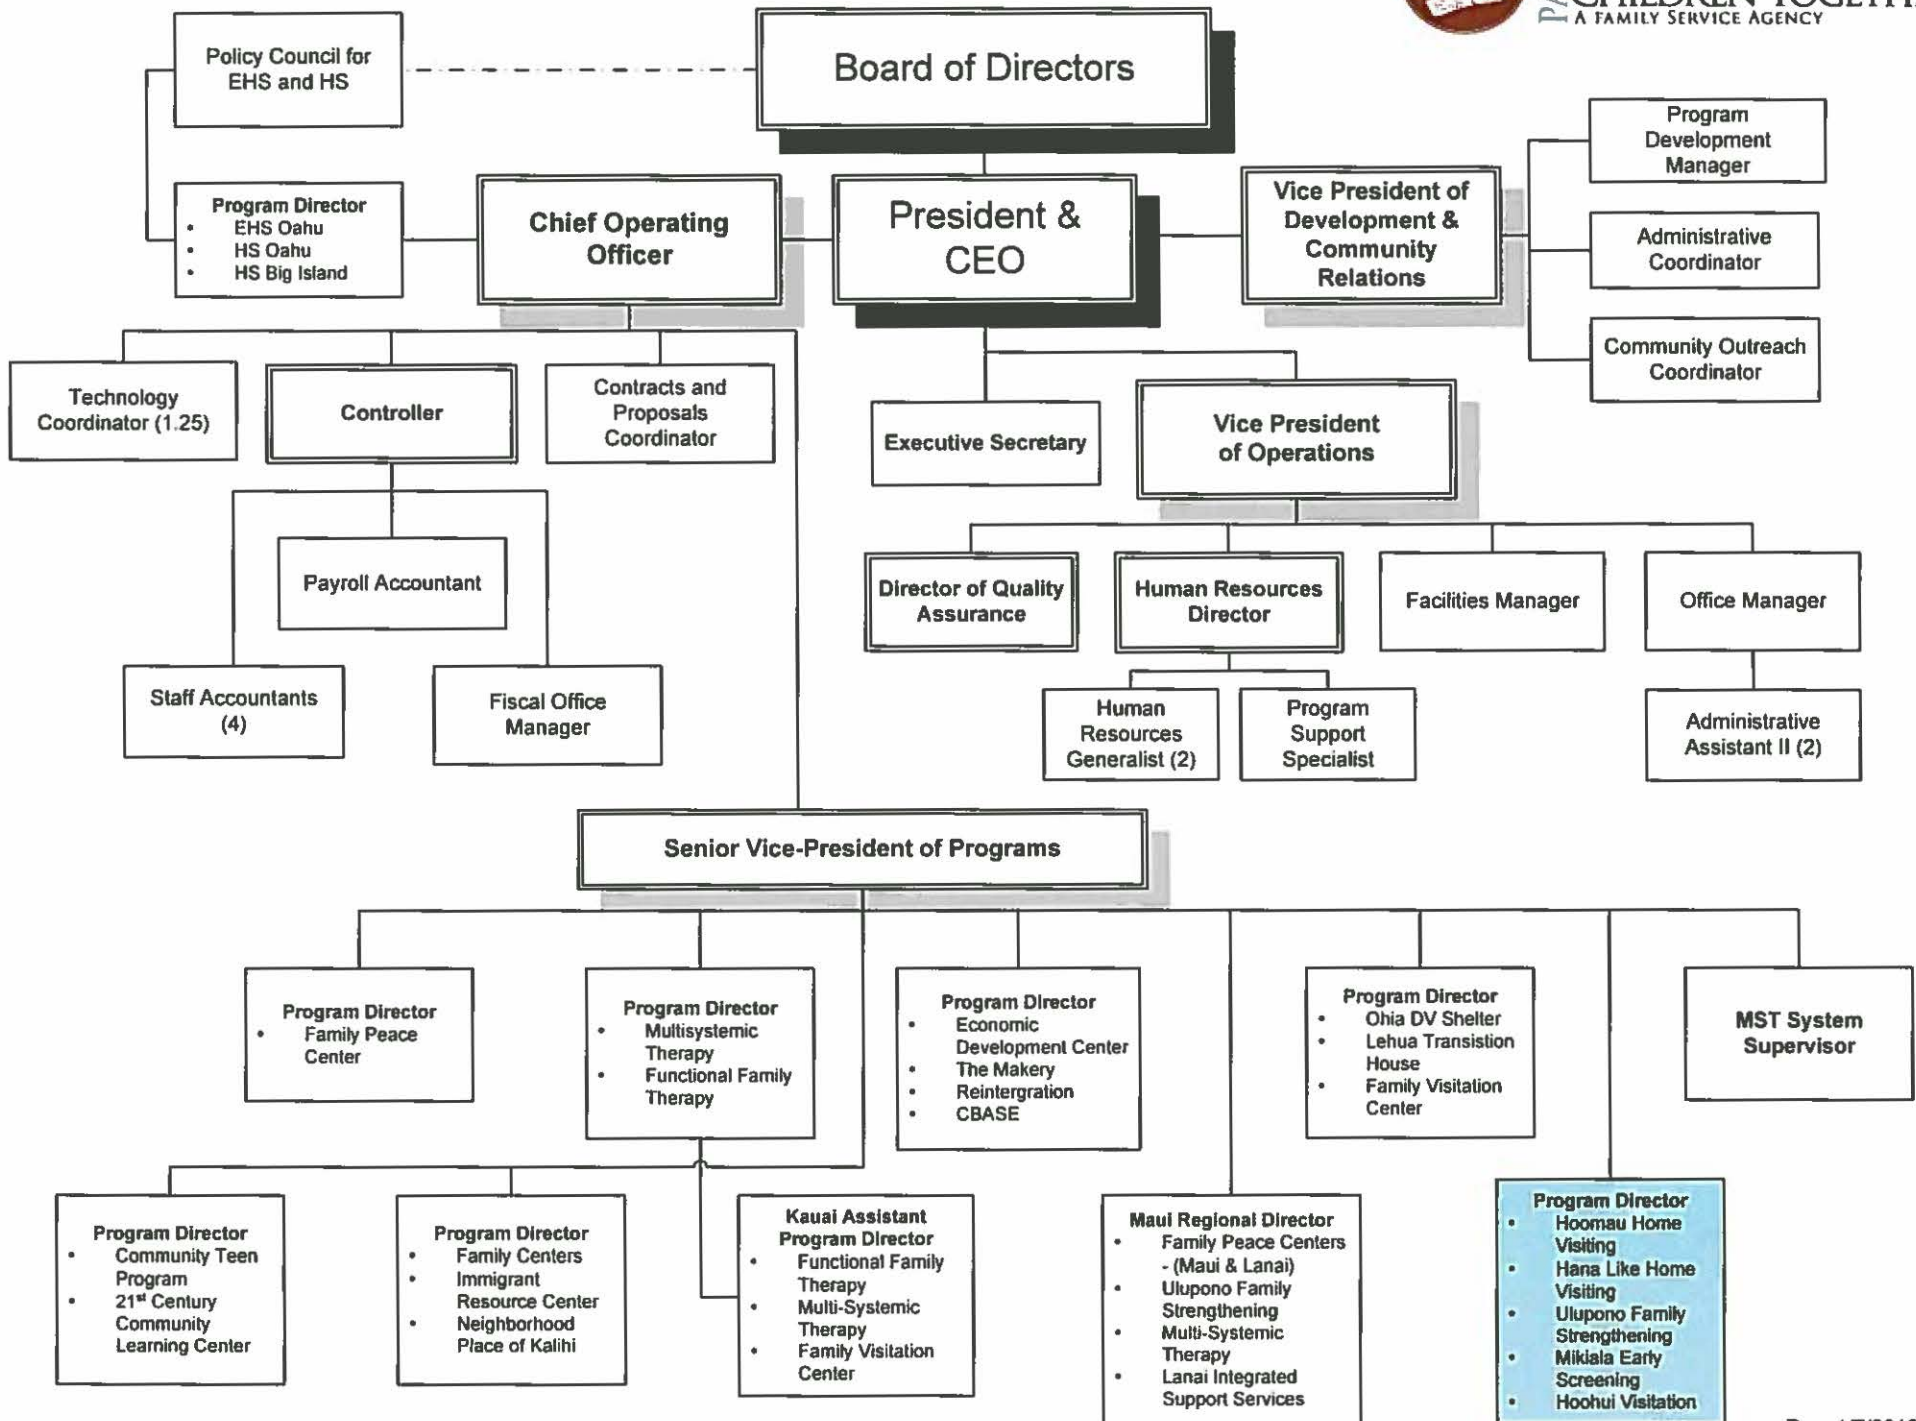 CHILDREN
A FAMILY SERVICE AGENCY
Policy Council for
EHS and HS
Board of Directors
Program
Development
Manager
Program Director
• EHS Oahu
• HS Oahu
• HS Big Island
Chief Operating
Officer
President &
CEO
Vice President of
Development &
Community
Relations
Administrative
Coordinator
Community Outreach
Coordinator
Technology
Coordinator (1.25)
Controller
Contracts and
Proposals
Coordinator
Executive Secretary
Vice President
of Operations
Payroll Accountant
Director of Quality
Assurance
Human Resources
Director
Facilities Manager
Office Manager
Staff Accountants
(4)
Fiscal Office
Manager
Human
Resources
Generalist (2)
Program
Support
Specialist
Administrative
Assistant II (2)
Senior Vice-President of Programs
Program Director
• Family Peace
Center
Program Director
• Multisystemic
Therapy
• Functional Family
Therapy
Program Director
• Economic
Development Center
• The Makery
• Reintergration
• CBASE
Program Director
• Ohia DV Shelter
• Lehua Transistion
House
• Family Visitation
Center
MST System
Supervisor
Program Director
• Community Teen
Program
• 21st Century
Community
Learning Center
Program Director
• Family Centers
• Immigrant
Resource Center
• Neighborhood
Place of Kalihi
Kauai Assistant
Program Director
• Functional Family
Therapy
• Multi-Systemic
Therapy
• Family Visitation
Center
Maui Regional Director
• Family Peace Centers
- (Maui & Lanai)
• Ulupono Family
Strengthening
• Multi-Systemic
Therapy
• Lanai Integrated
Support Services
Program Director
• Hoomau Home
Visiting
• Hana Like Home
Visiting
• Ulupono Family
Strengthening
• Mikiala Early
Screening
• Hoohui Visitation